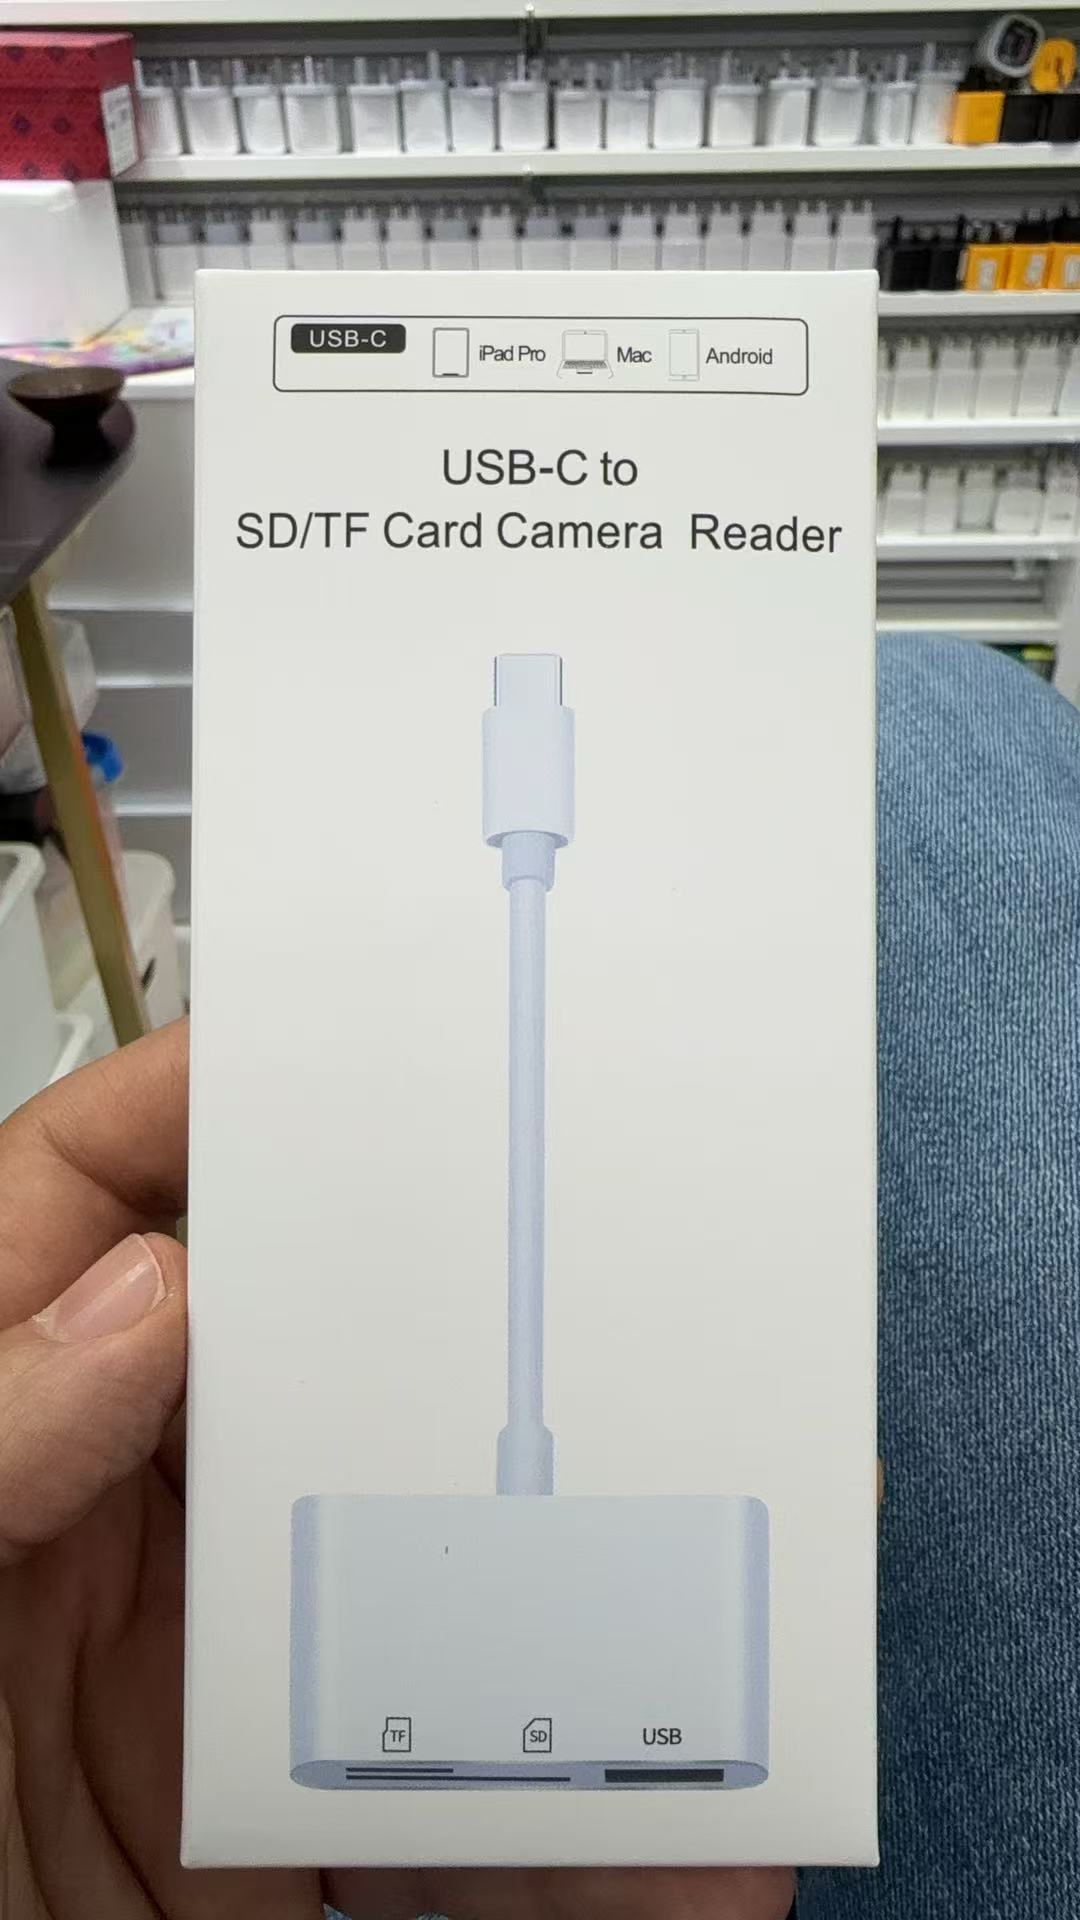 USB-C iPad Pro Mac Android
USB-C to
SD/TF Card Camera Reader
TF SD USB